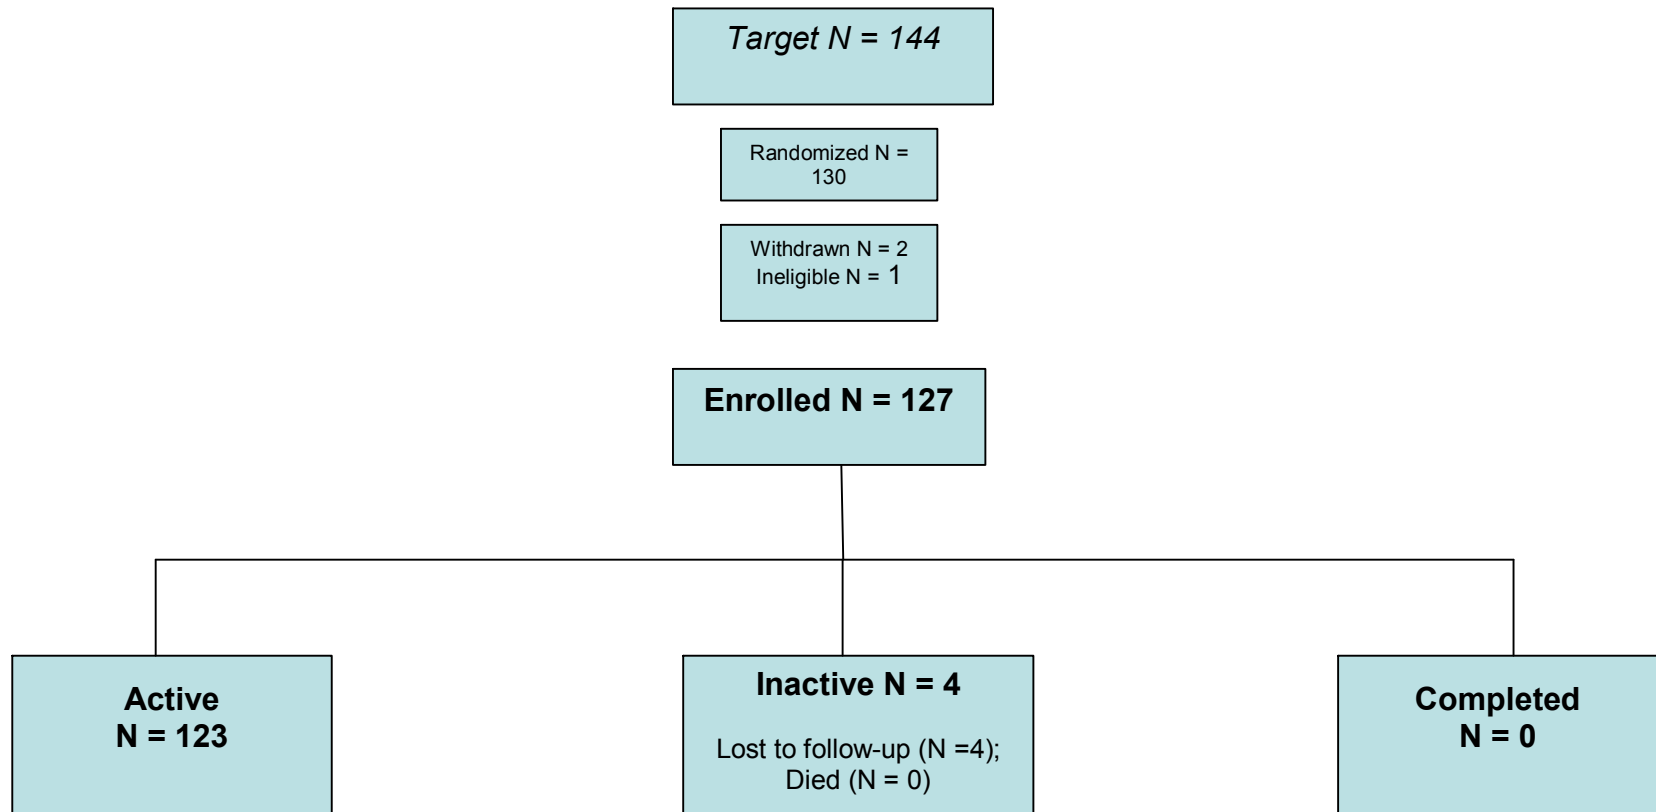 Target N = 144
Randomized N =
130
Withdrawn N = 2
Ineligible N = 1
Enrolled N = 127
Active
N = 123
Inactive N = 4
Lost to follow-up (N =4);
Died (N = 0)
Completed
N = 0